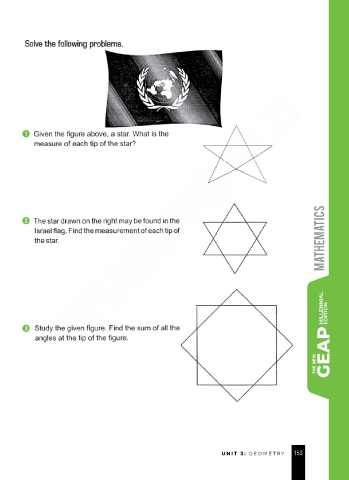 Solve the following problems.
1 Given the figure above, a star. What is the
measure of each tip of the star?
2 The star drawn on the right may be found in the
Israel flag. Find the measurement of each tip of
the star.
3 Study the given figure. Find the sum of all the
angles at the tip of the figure.
MATHEMATICS
THE NEW
GEAP
MILLENNIAL
EDITION
UNIT 3: GEOMETRY 153